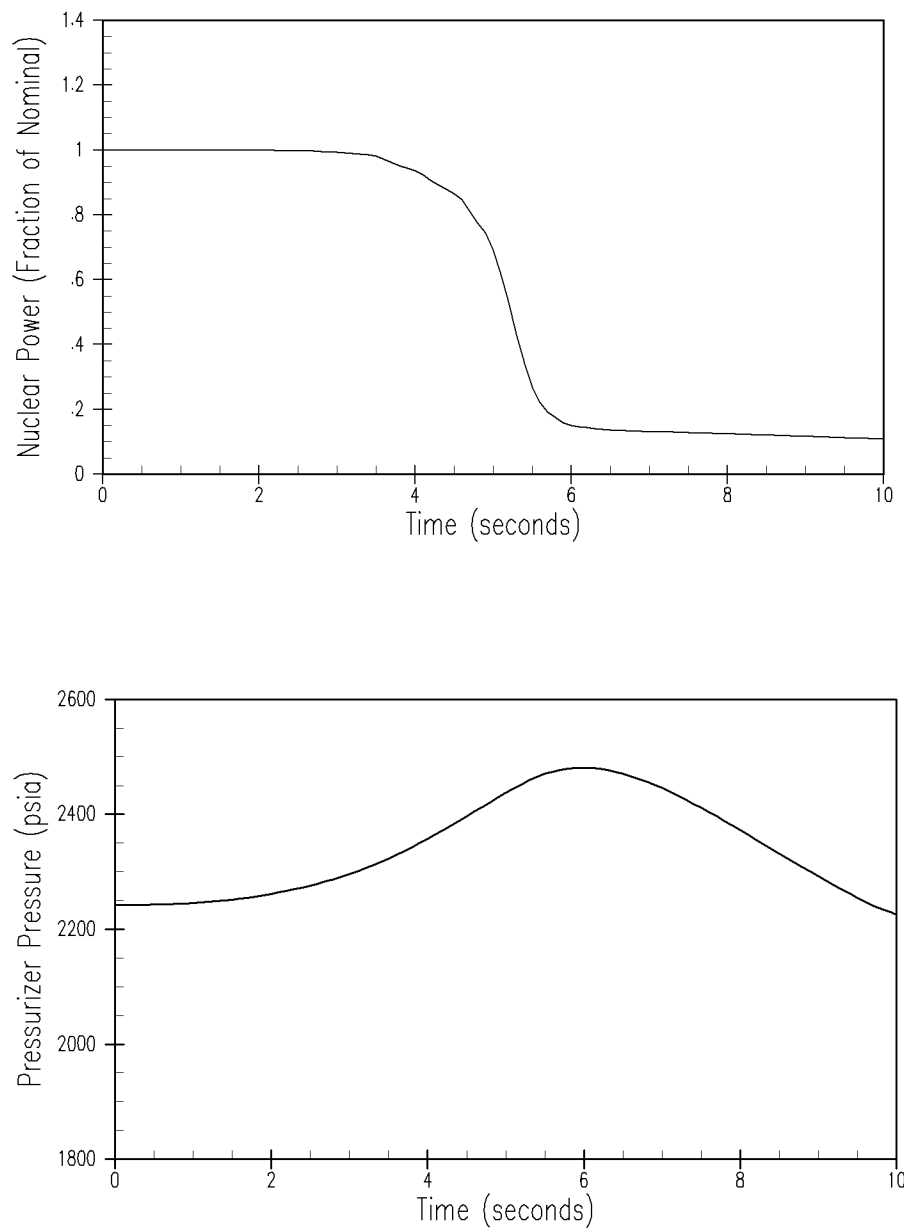 Nuclear Power (Fraction of Nominal)
1.4
1.2
1
.8
.6
.4
.2
0
0 2 4 6 8 10
Time (seconds)
Pressurizer Pressure (psia)
2600
2400
2200
2000
1800
0 2 4 6 8 10
Time (seconds)